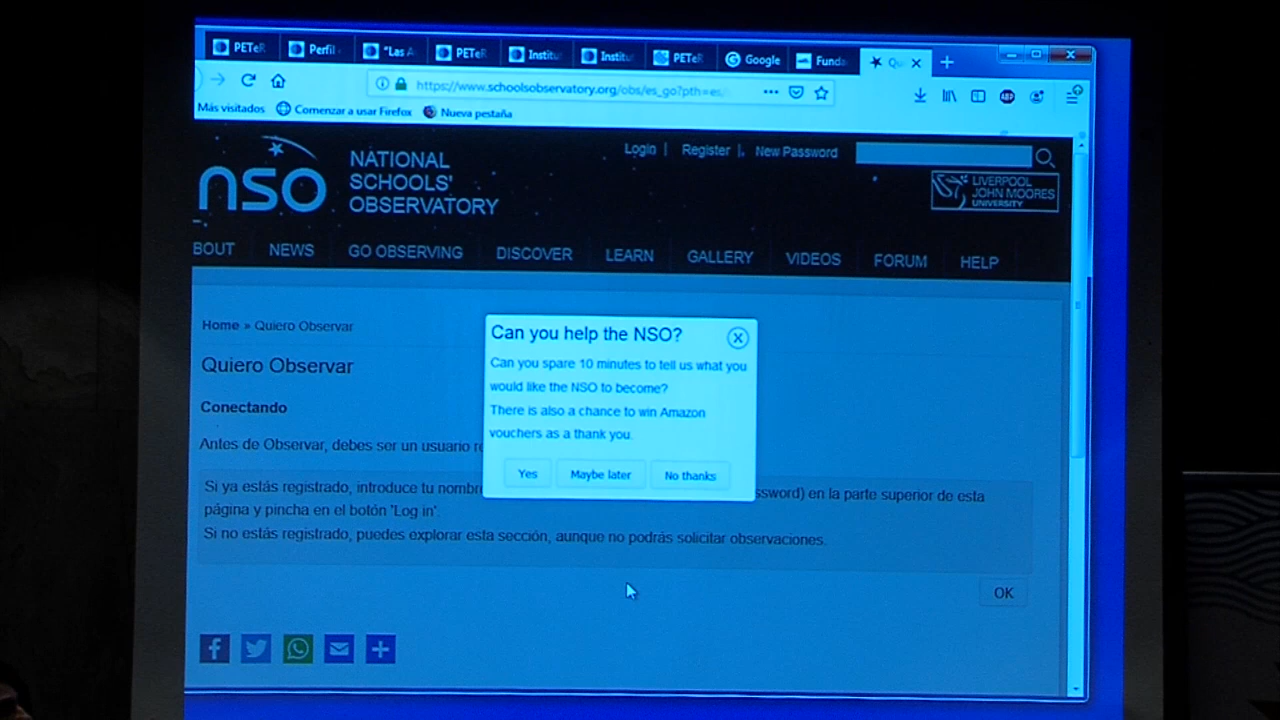 PETeR
Perfil
"Las A
PETeR
Institu
Institu
PETeR
Google
Funda
Qu
https://www.schoolsobservatory.org/obs/es_go?pth=es/
Más visitados
Comenzar a usar Firefox
Nueva pestaña
nso
NATIONAL
SCHOOLS'
OBSERVATORY
Login | Register | New Password
LIVERPOOL
JOHN MOORES
UNIVERSITY
BOUT NEWS GO OBSERVING DISCOVER LEARN GALLERY VIDEOS FORUM HELP
Home » Quiero Observar
Quiero Observar
Conectando
Antes de Observar, debes ser un usuario re
Si ya estás registrado, introduce tu nombre
ssword) en la parte superior de esta
página y pincha en el botón 'Log in'.
Si no estás registrado, puedes explorar esta sección, aunque no podrás solicitar observaciones.
OK
Can you help the NSO?
Can you spare 10 minutes to tell us what you
would like the NSO to become?
There is also a chance to win Amazon
vouchers as a thank you.
Yes
Maybe later
No thanks